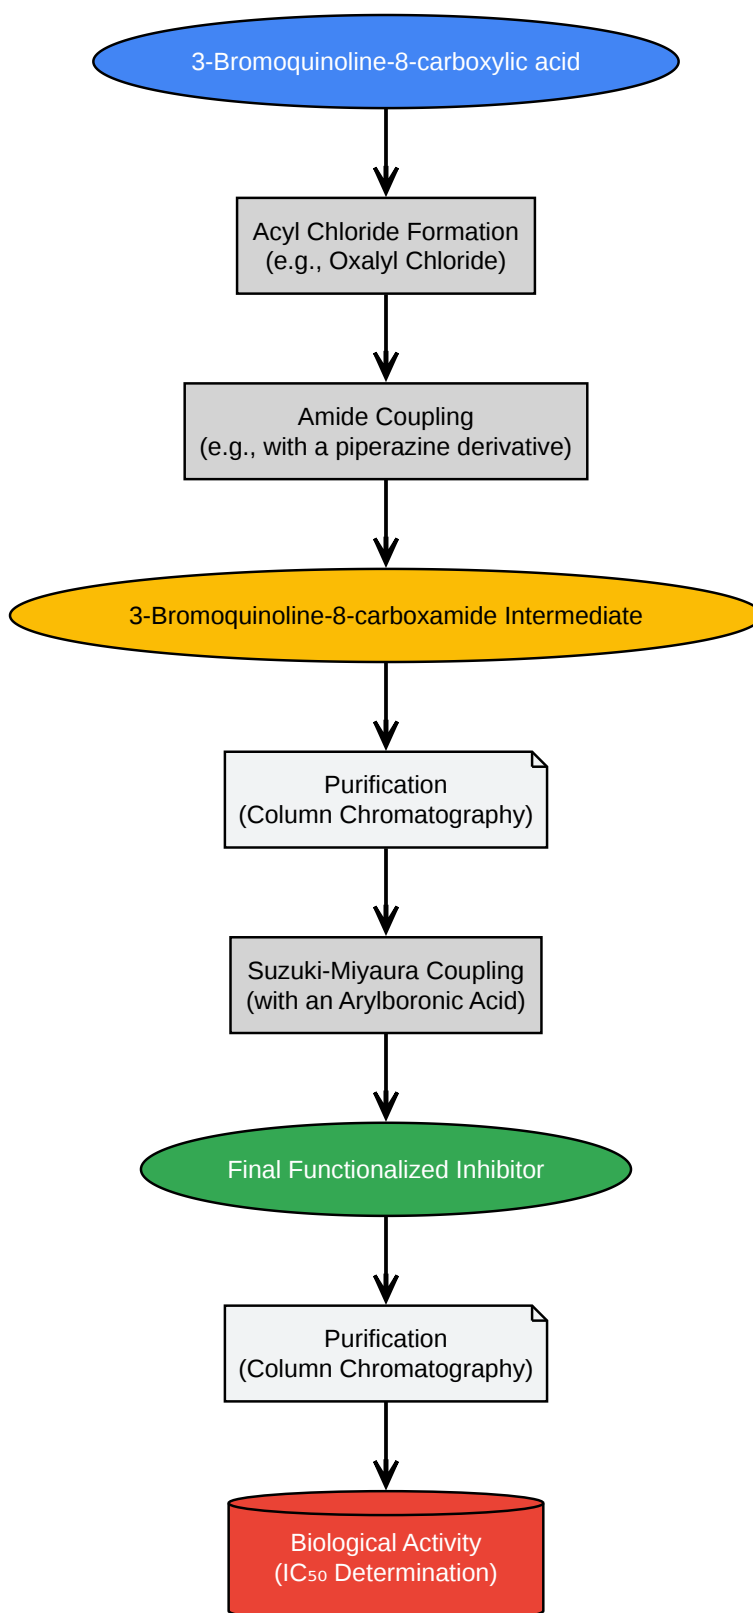 3-Bromoquinoline-8-carboxylic acid
Acyl Chloride Formation
(e.g., Oxalyl Chloride)
Amide Coupling
(e.g., with a piperazine derivative)
3-Bromoquinoline-8-carboxamide Intermediate
Purification
(Column Chromatography)
Suzuki-Miyaura Coupling
(with an Arylboronic Acid)
Final Functionalized Inhibitor
Purification
(Column Chromatography)
Biological Activity
(IC₅₀ Determination)